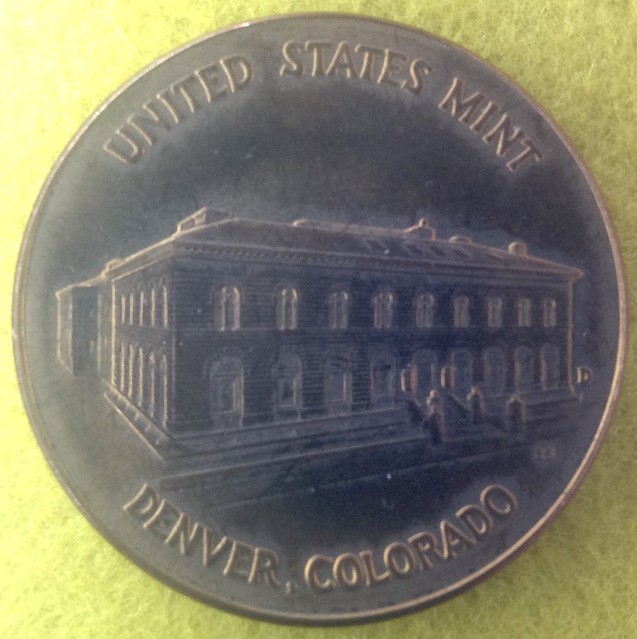 UNITED STATES MINT
D
DENVER, COLORADO